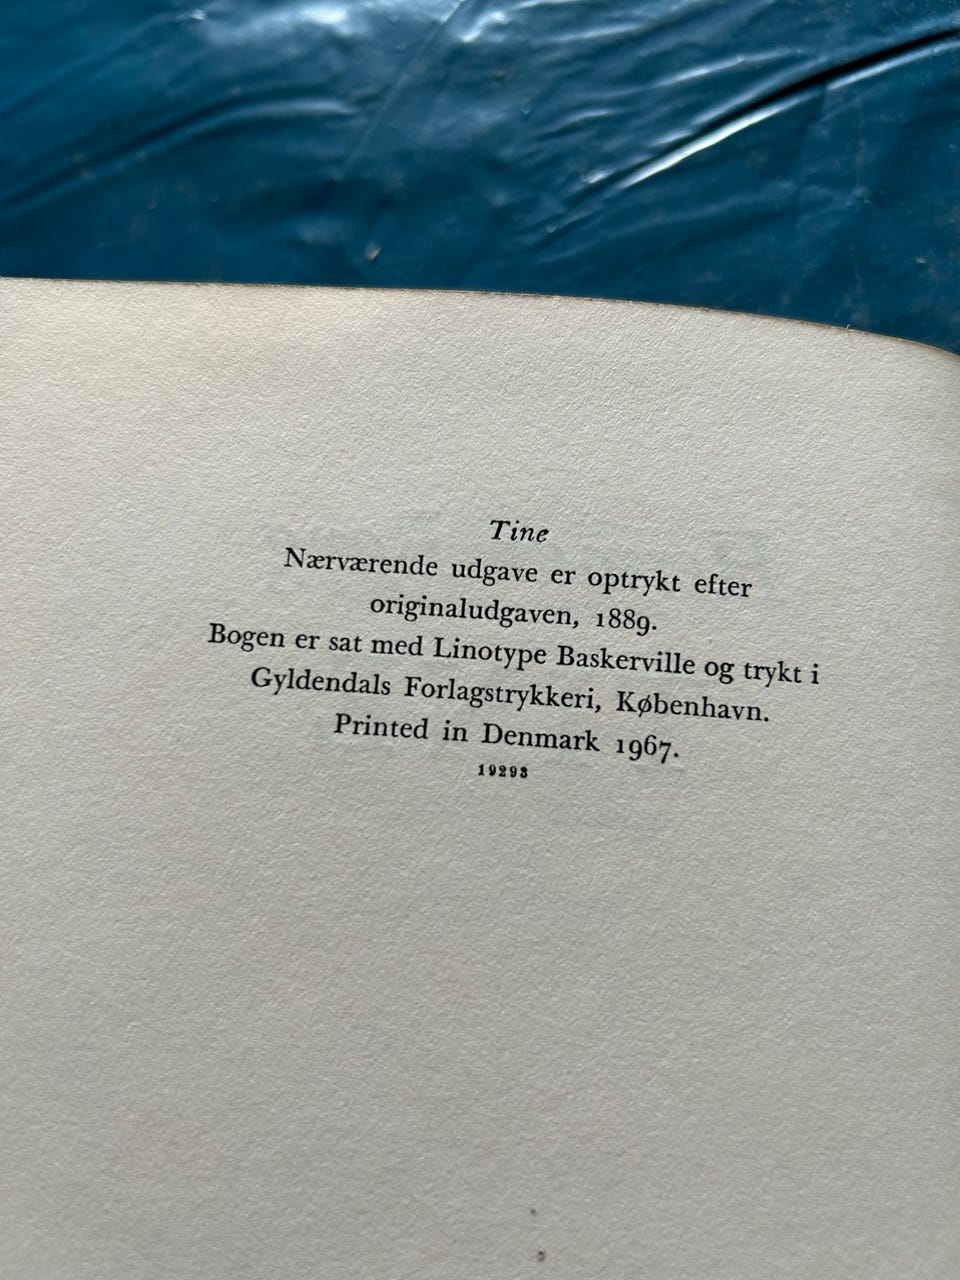 Tine
Nærværende udgave er optrykt efter
originaludgaven, 1889.
Bogen er sat med Linotype Baskerville og trykt i
Gyldendals Forlagstrykkeri, København.
Printed in Denmark 1967.
19293